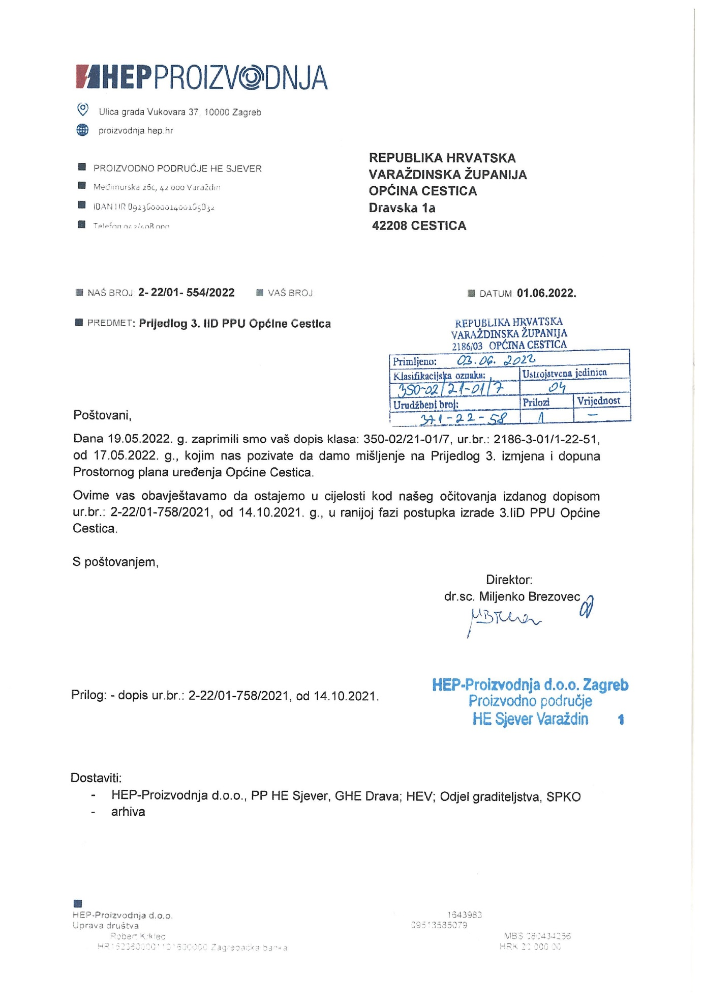 HEP PROIZVODNJA
Ulica grada Vukovara 37, 10000 Zagreb
proizvodnja.hep.hr
PROIZVODNO PODRUČJE HE SJEVER
Međimurska 26c, 42 000 Varaždin
Telefon 042/408 000
REPUBLIKA HRVATSKA
VARAŽDINSKA ŽUPANIJA
OPĆINA CESTICA
Dravska 1a
42208 CESTICA
NAŠ BROJ 2- 22/01- 554/2022 VAŠ BROJ DATUM 01.06.2022.
PREDMET: Prijedlog 3. IID PPU Općine Cestica
REPUBLIKA HRVATSKA
VARAŽDINSKA ŽUPANIJA
2186/03 OPĆINA CESTICA
Primljeno: 03.06.2022
Klasifikacijska oznaka: Ustrojstvena jedinica
350-02/21-01/7 04
Urudžbeni broj: Prilozi Vrijednost
371-22-58 1 –
Poštovani,
Dana 19.05.2022. g. zaprimili smo vaš dopis klasa: 350-02/21-01/7, ur.br.: 2186-3-01/1-22-51,
od 17.05.2022. g., kojim nas pozivate da damo mišljenje na Prijedlog 3. izmjena i dopuna
Prostornog plana uređenja Općine Cestica.
Ovime vas obavještavamo da ostajemo u cijelosti kod našeg očitovanja izdanog dopisom
ur.br.: 2-22/01-758/2021, od 14.10.2021. g., u ranijoj fazi postupka izrade 3.IiD PPU Općine
Cestica.
S poštovanjem,
Direktor:
dr.sc. Miljenko Brezovec
Prilog: - dopis ur.br.: 2-22/01-758/2021, od 14.10.2021.
HEP-Proizvodnja d.o.o. Zagreb
Proizvodno područje
HE Sjever Varaždin 1
Dostaviti:
- HEP-Proizvodnja d.o.o., PP HE Sjever, GHE Drava; HEV; Odjel graditeljstva, SPKO
- arhiva
HEP-Proizvodnja d.o.o. 1643983
Uprava društva 09513585079
Robert Krklec MBS 080434256
Zagrebačka banka HRK 20 000 00